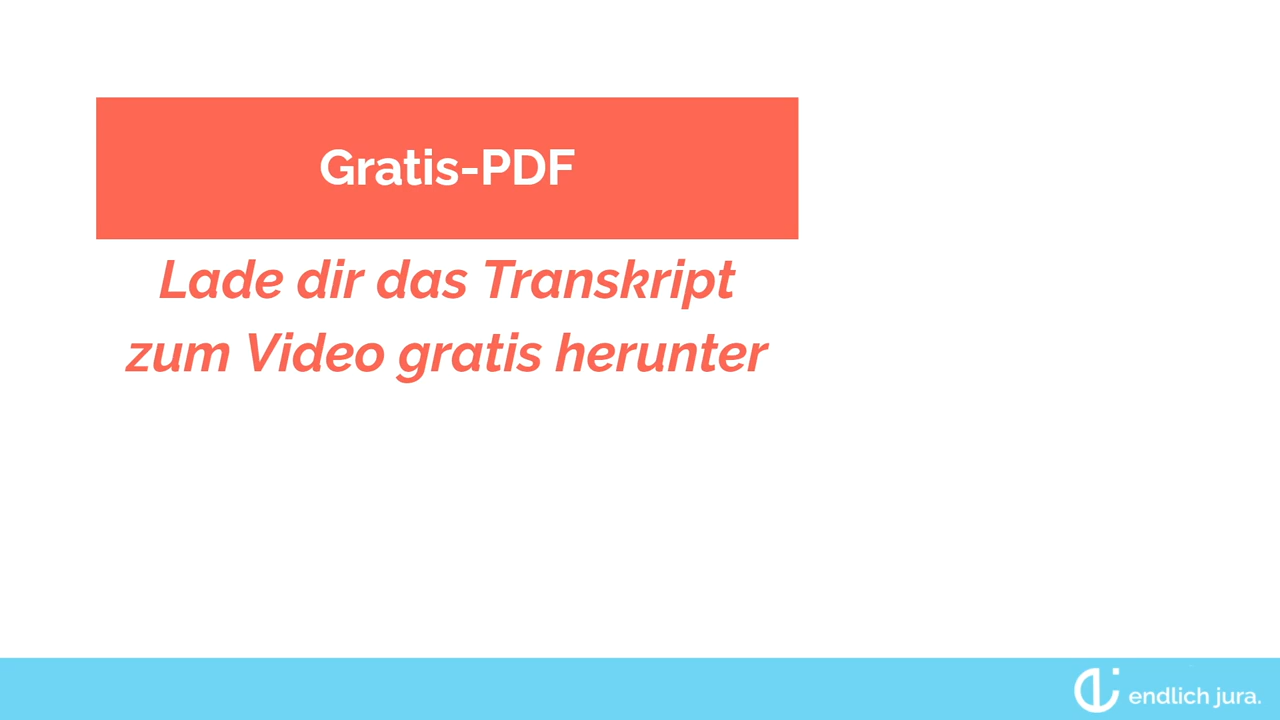 Gratis-PDF
Lade dir das Transkript
zum Video gratis herunter
endlich jura.